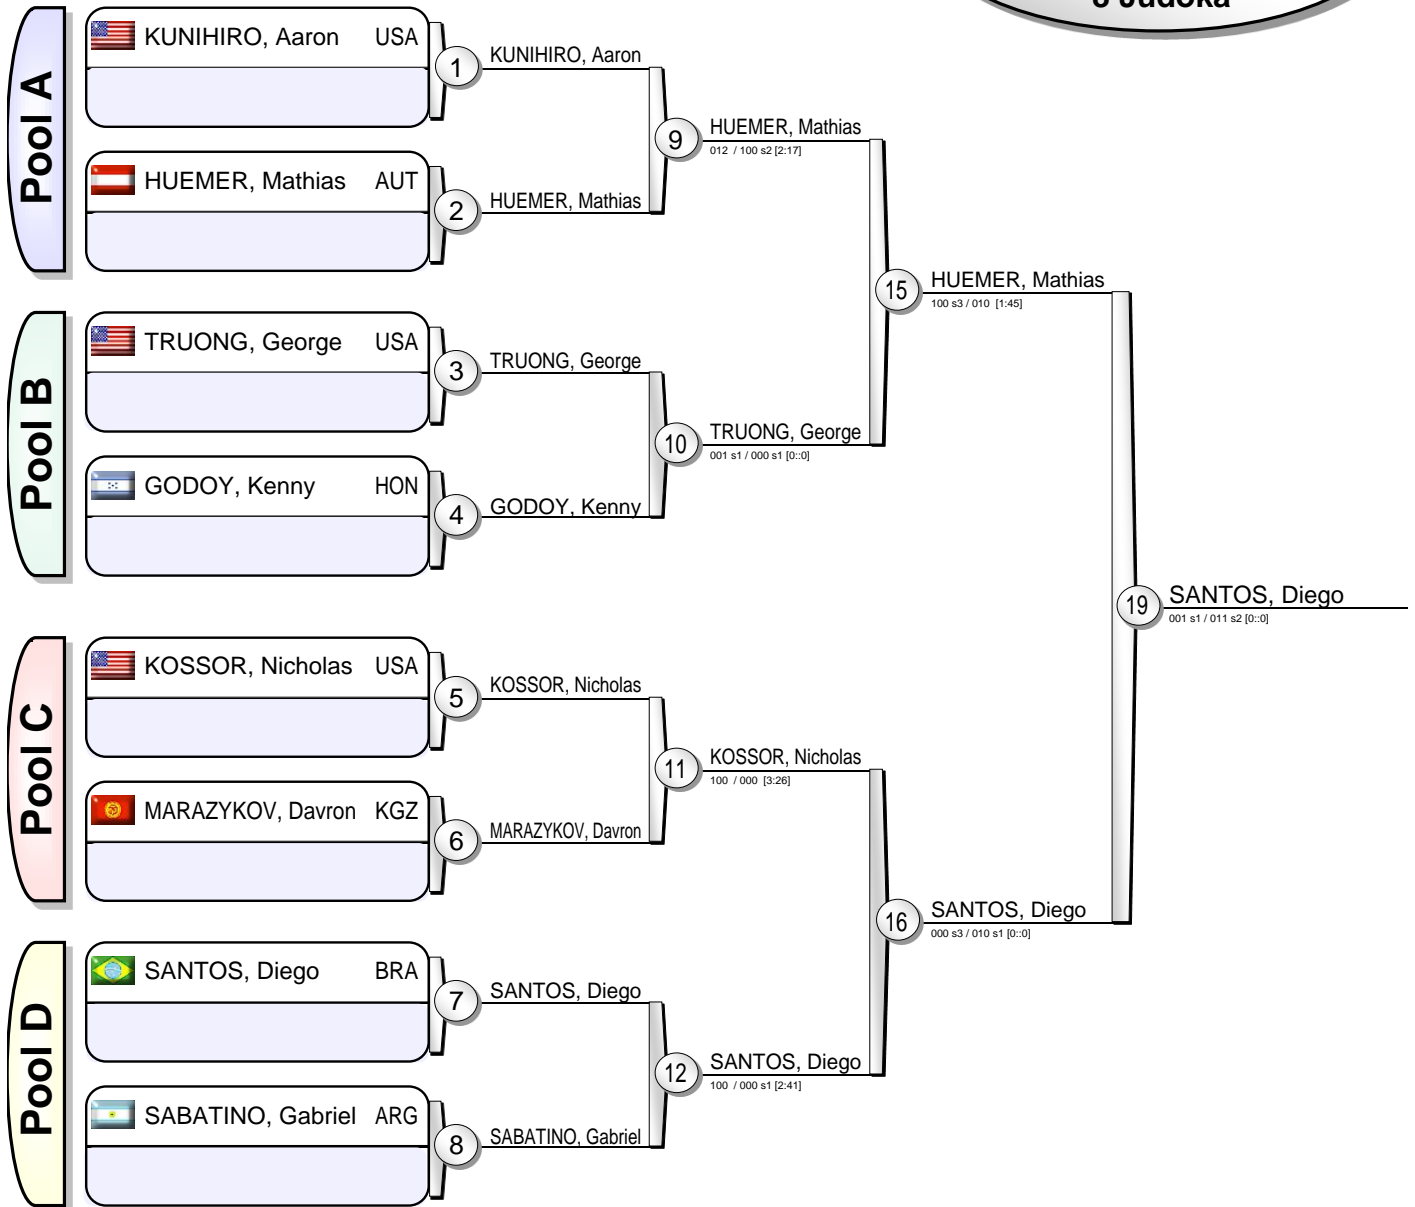 8 Judoka
Pool A
KUNIHIRO, Aaron USA
1
KUNIHIRO, Aaron
HUEMER, Mathias AUT
2
HUEMER, Mathias
9
HUEMER, Mathias
012 / 100 s2 [2:17]
Pool B
TRUONG, George USA
3
TRUONG, George
GODOY, Kenny HON
4
GODOY, Kenny
10
TRUONG, George
001 s1 / 000 s1 [0::0]
15
HUEMER, Mathias
100 s3 / 010 [1:45]
Pool C
KOSSOR, Nicholas USA
5
KOSSOR, Nicholas
MARAZYKOV, Davron KGZ
6
MARAZYKOV, Davron
11
KOSSOR, Nicholas
100 / 000 [3:26]
Pool D
SANTOS, Diego BRA
7
SANTOS, Diego
SABATINO, Gabriel ARG
8
SABATINO, Gabriel
12
SANTOS, Diego
100 / 000 s1 [2:41]
16
SANTOS, Diego
000 s3 / 010 s1 [0::0]
19
SANTOS, Diego
001 s1 / 011 s2 [0::0]